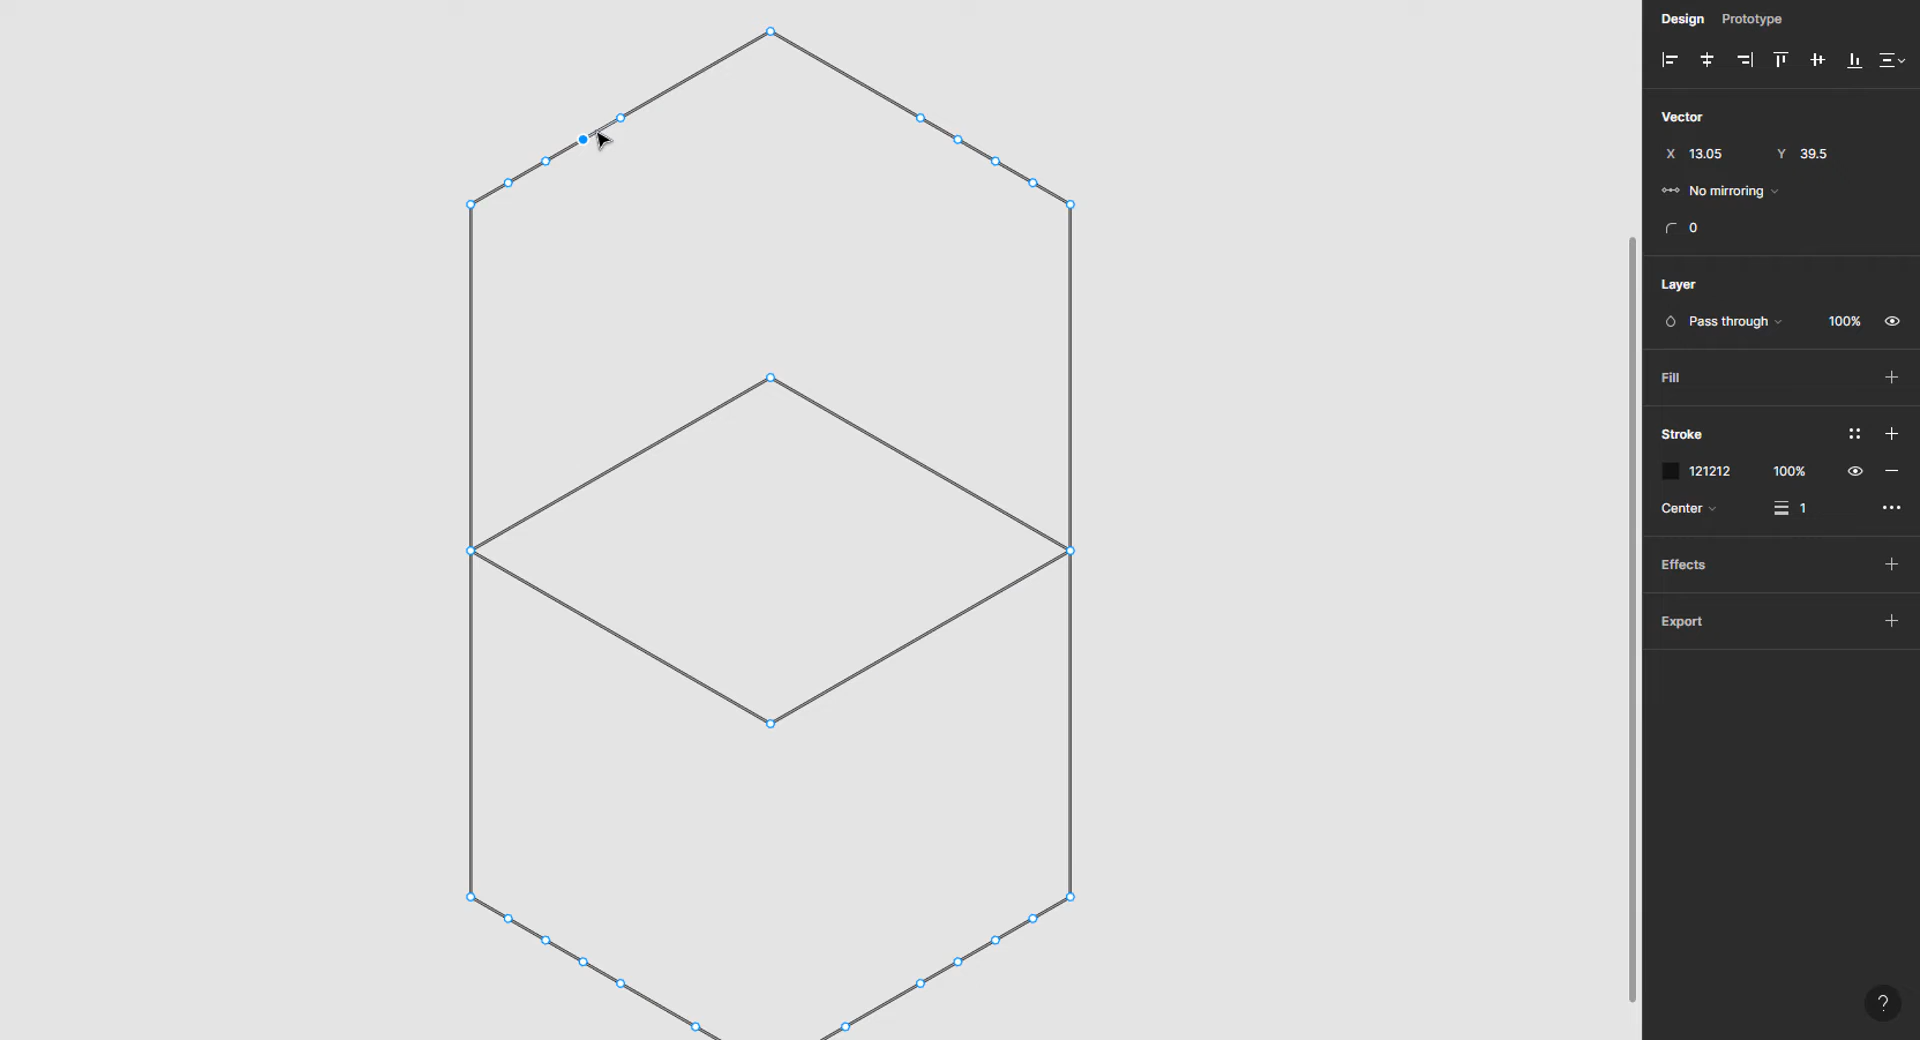 Design Prototype
Vector
X 13.05 Y 39.5
No mirroring
0
Layer
Pass through 100%
Fill
Stroke
121212 100%
Center 1
Effects
Export
?